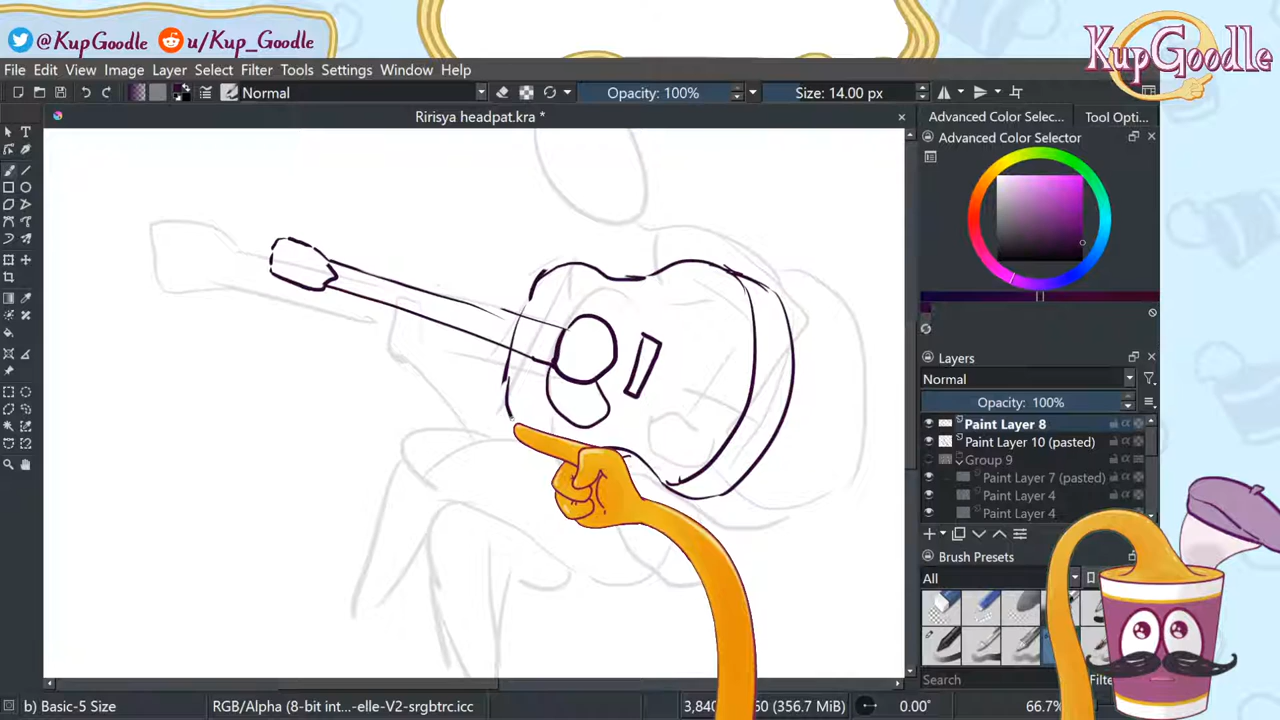 @KupGoodle u/Kup_Goodle
KupGoodle
File Edit View Image Layer Select Filter Tools Settings Window Help
Normal Opacity: 100% Size: 14.00 px
Ririsya headpat.kra *
Advanced Color Selec... Tool Opti...
Advanced Color Selector
Layers
Normal
Opacity: 100%
Paint Layer 8
Paint Layer 10 (pasted)
Group 9
Paint Layer 7 (pasted)
Paint Layer 4
Paint Layer 4
Brush Presets
All
Search
b) Basic-5 Size RGB/Alpha (8-bit int...-elle-V2-srgbtrc.icc (356.7 MiB) 0.00° 66.7%